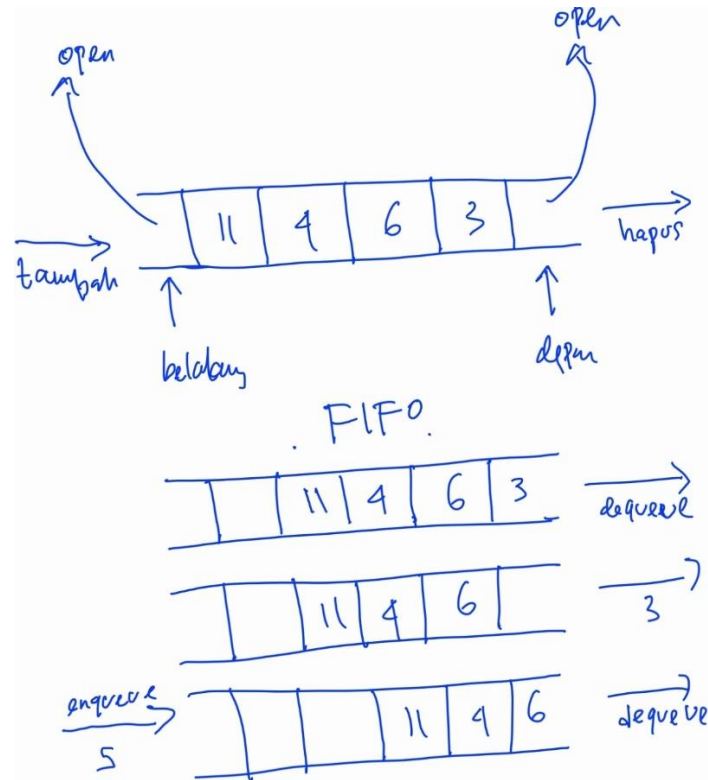 open
open
11 4 6 3
tambah
hapus
belakang
depan
. FIFO.
11 4 6 3
dequeue
11 4 6
3
enqueue
5
11 4 6
dequeue